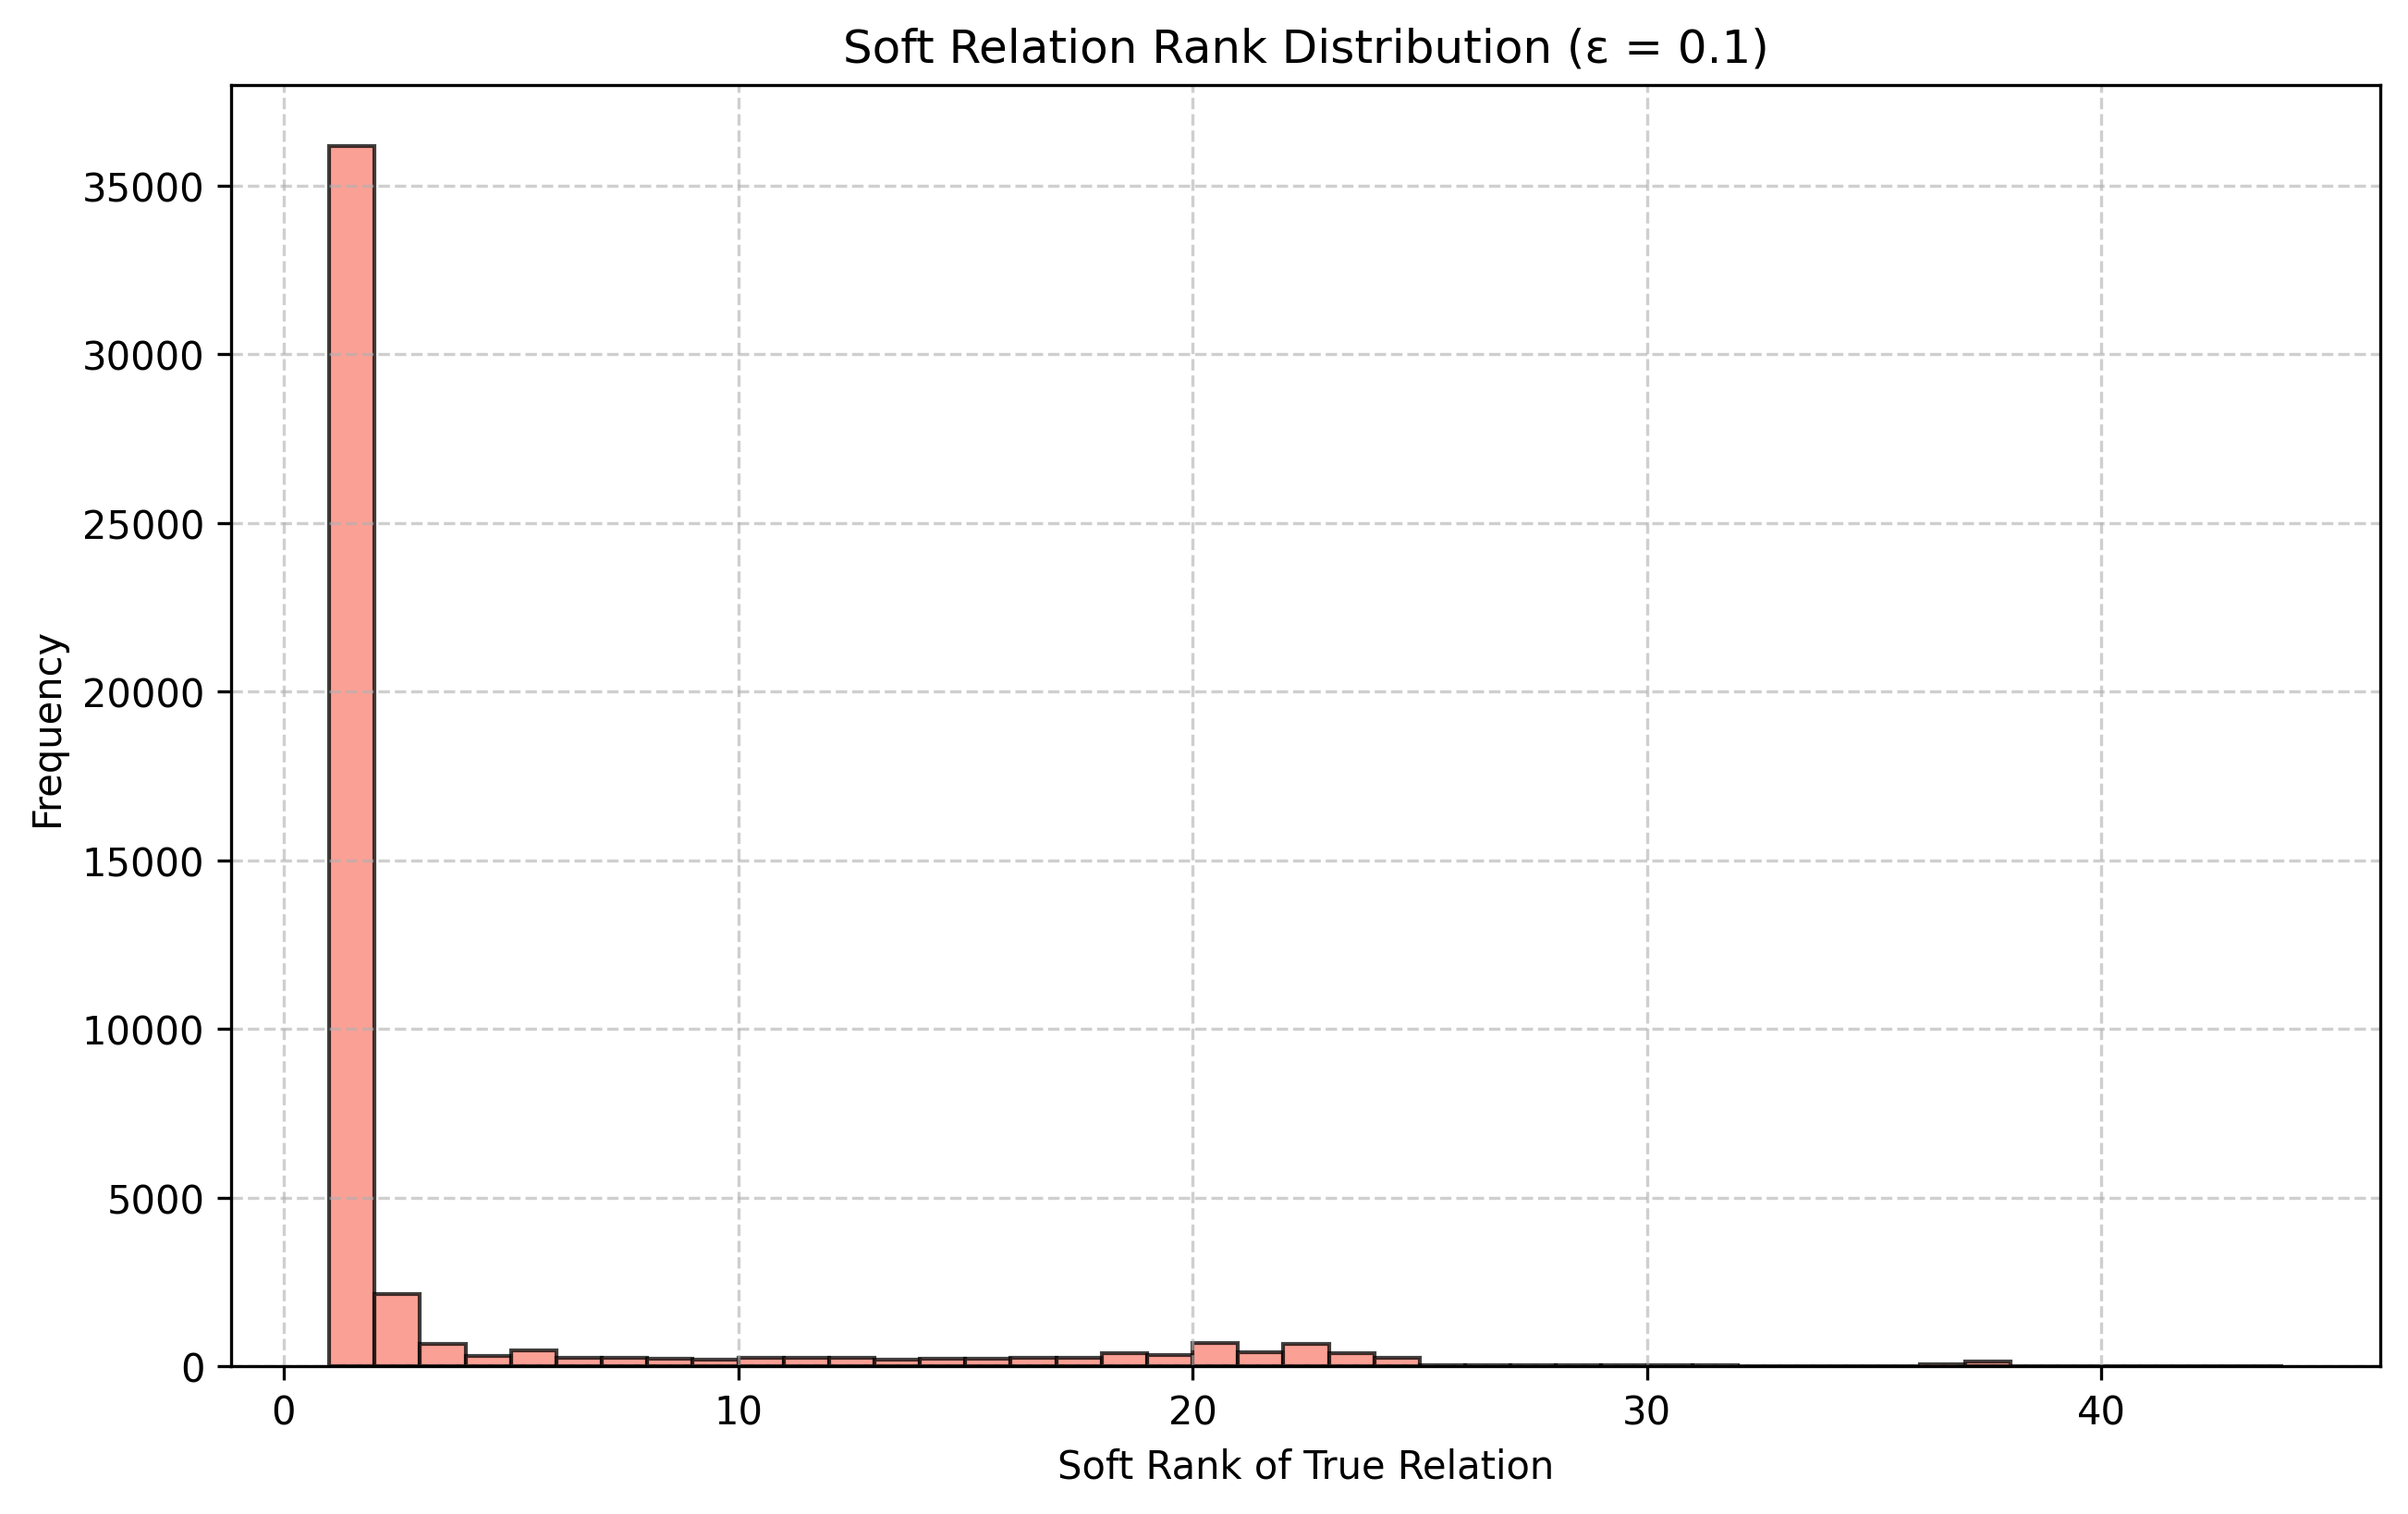 Soft Relation Rank Distribution (ε = 0.1)
Frequency
35000
30000
25000
20000
15000
10000
5000
0
0 10 20 30 40
Soft Rank of True Relation